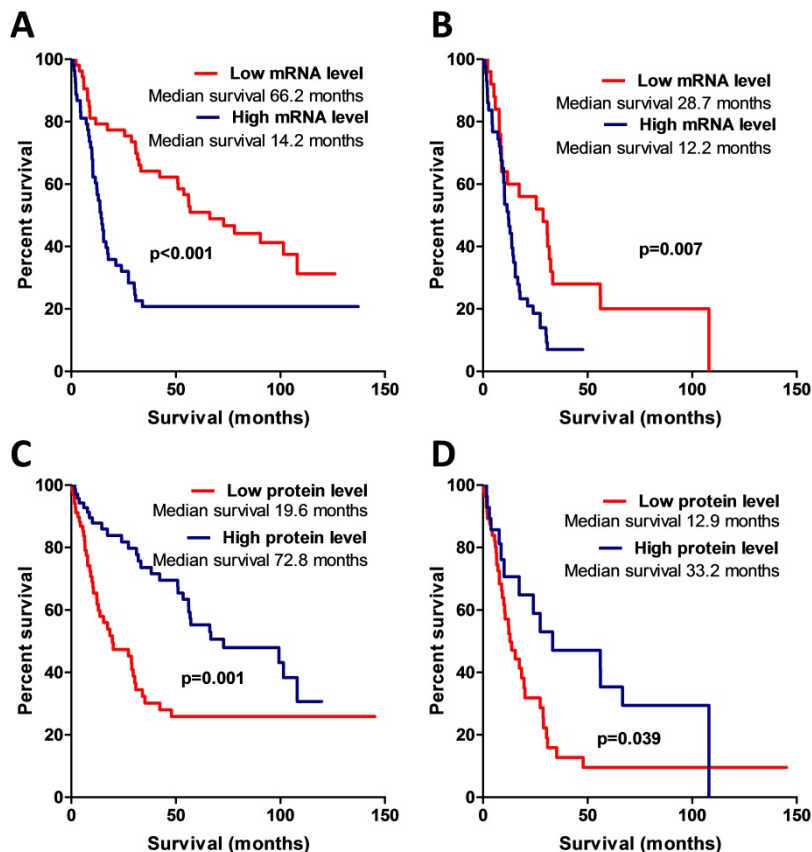 A
Percent survival
100
80
60
40
20
0
Low mRNA level
Median survival 66.2 months
High mRNA level
Median survival 14.2 months
p<0.001
0 50 100 150
Survival (months)
B
Percent survival
100
80
60
40
20
0
Low mRNA level
Median survival 28.7 months
High mRNA level
Median survival 12.2 months
p=0.007
0 50 100 150
Survival (months)
C
Percent survival
100
80
60
40
20
0
Low protein level
Median survival 19.6 months
High protein level
Median survival 72.8 months
p=0.001
0 50 100 150
Survival (months)
D
Percent survival
100
80
60
40
20
0
Low protein level
Median survival 12.9 months
High protein level
Median survival 33.2 months
p=0.039
0 50 100 150
Survival (months)